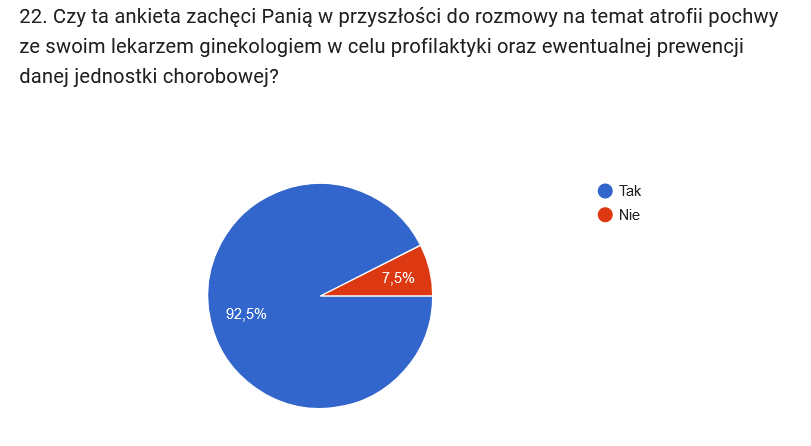 22. Czy ta ankieta zachęci Panią w przyszłości do rozmowy na temat atrofii pochwy
ze swoim lekarzem ginekologiem w celu profilaktyki oraz ewentualnej prewencji
danej jednostki chorobowej?
Tak
Nie
7,5%
92,5%